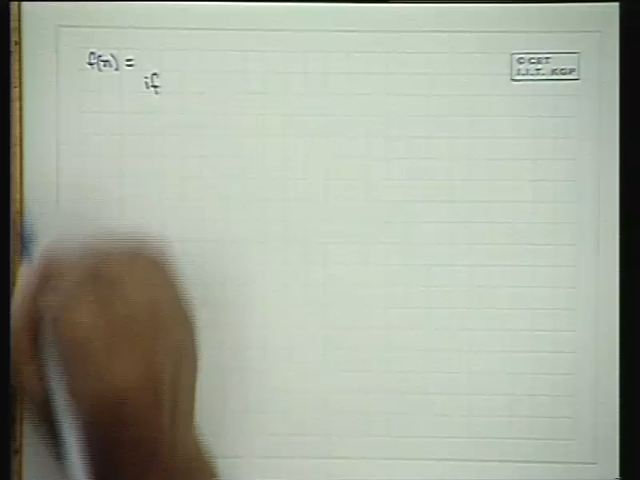 f(n) =
if
© CET
I.I.T. KGP